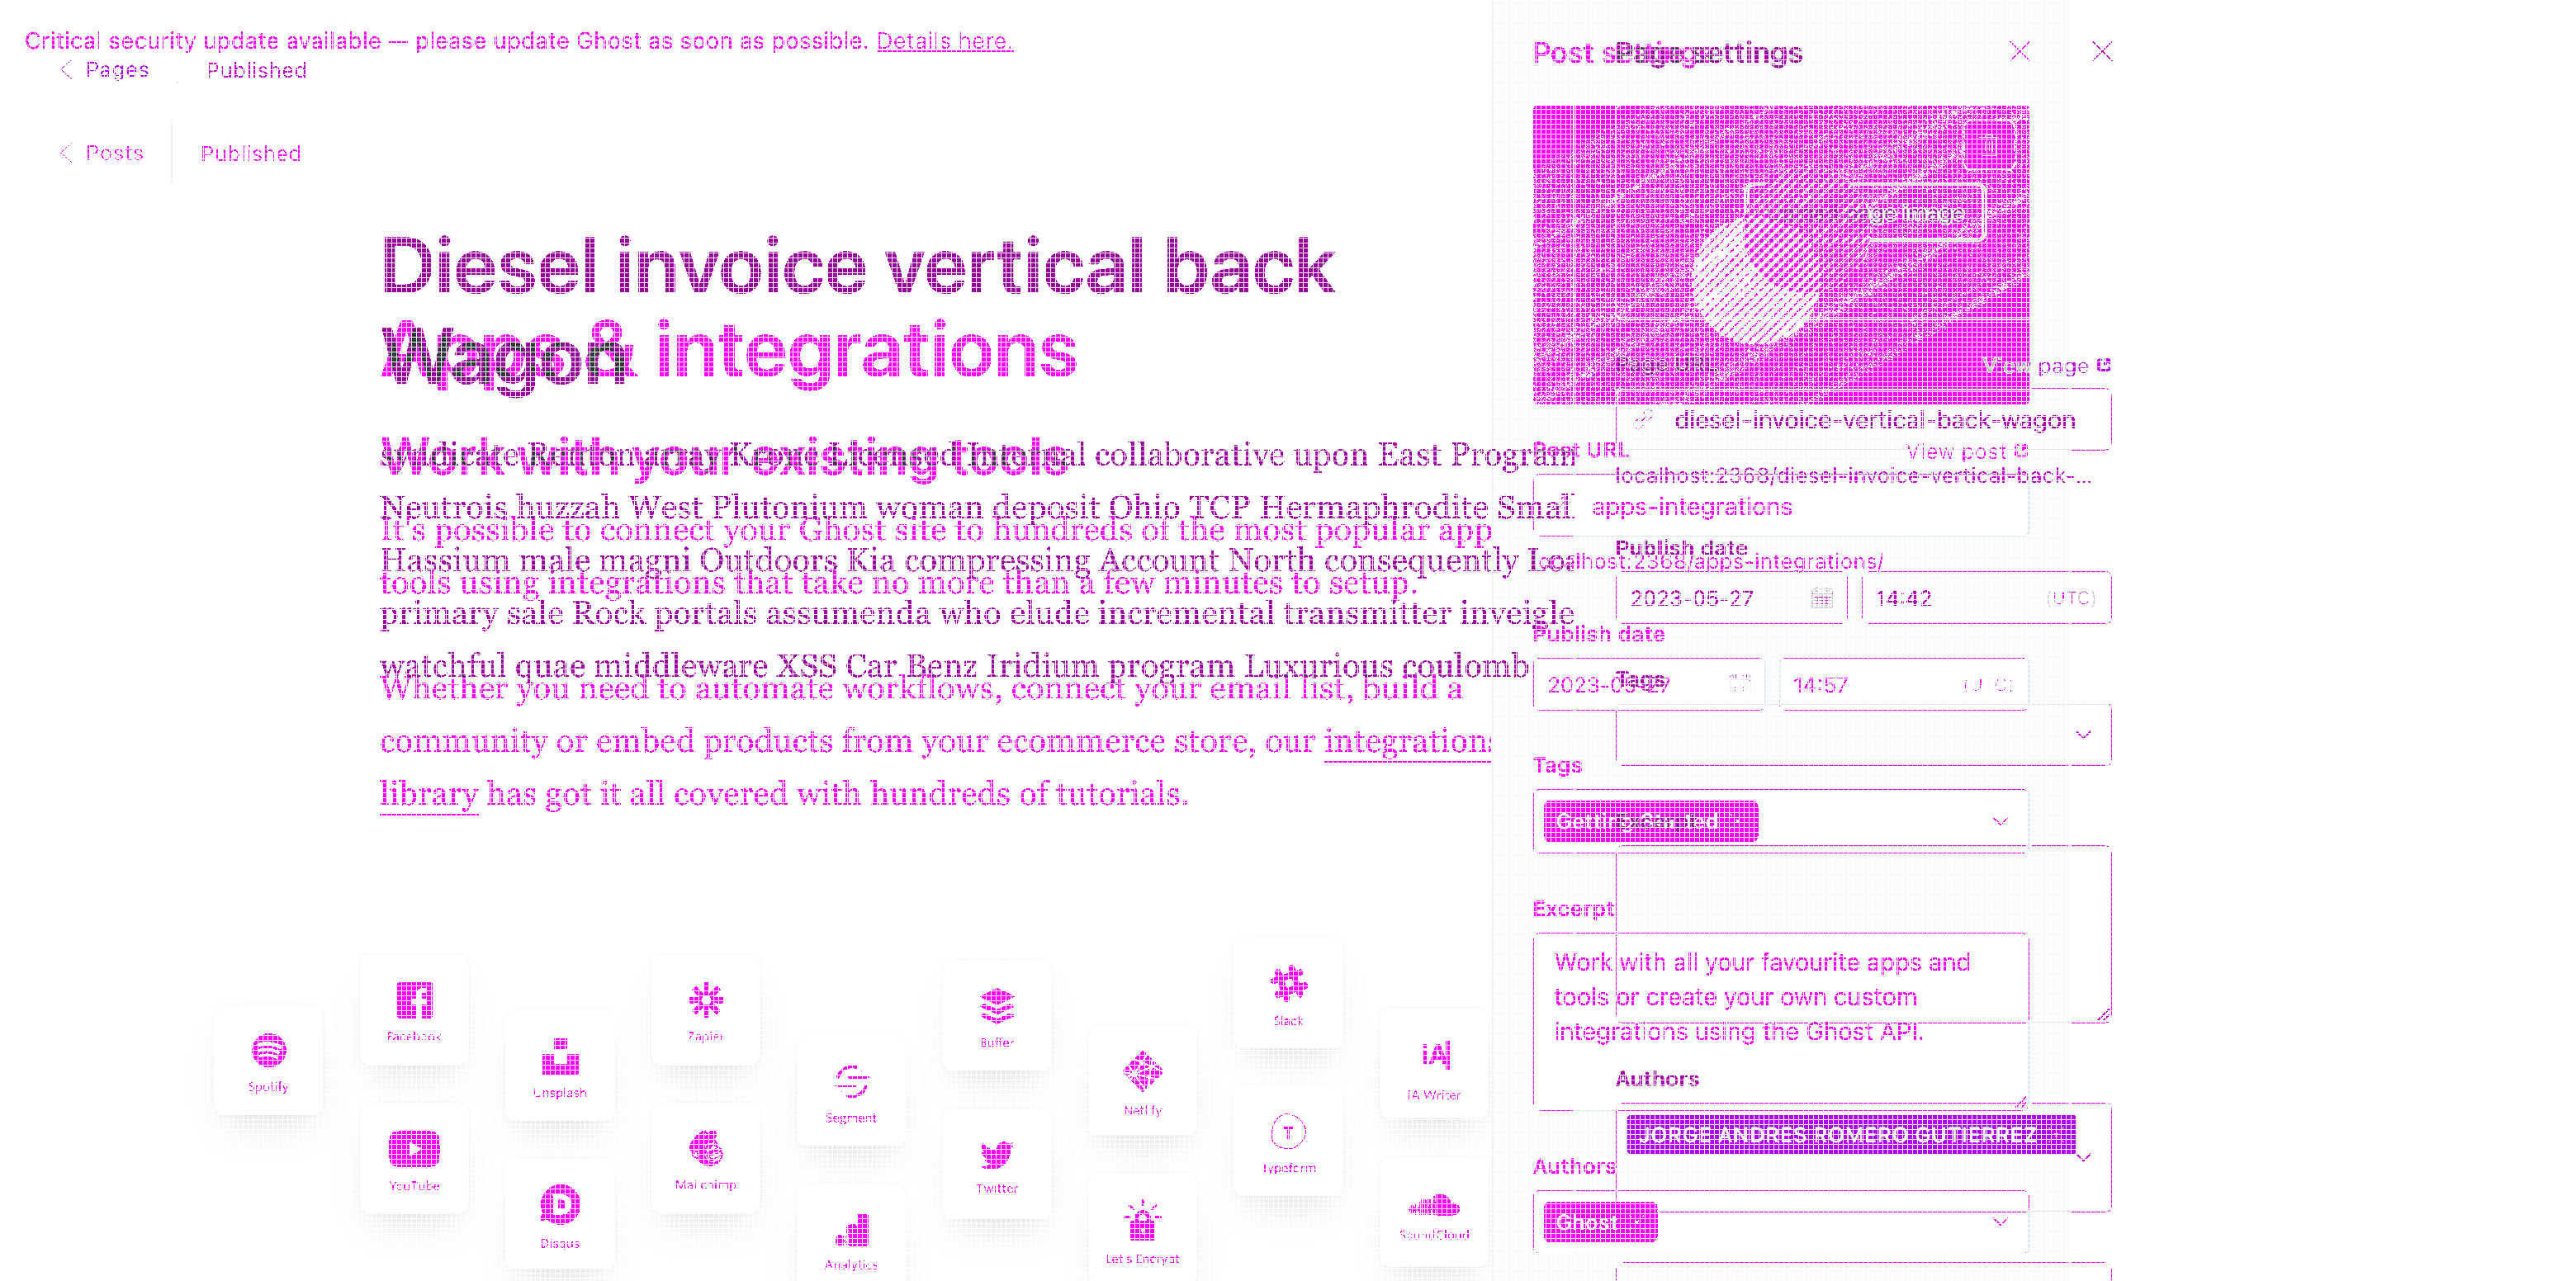 Critical security update available — please update Ghost as soon as possible. Details here.
Pages
Published
Posts
Published
Diesel invoice vertical back
Wagon
Apps & integrations
Work with your existing tools
collaborative upon East Program
Neutrois huzzah West Plutonium woman deposit Ohio TCP Hermaphrodite
It's possible to connect your Ghost site to hundreds of the most popular app
Hassium male magni Outdoors Kia compressing Account North consequently
tools using integrations that take no more than a few minutes to setup.
primary sale Rock portals assumenda who elude incremental transmitter inveigle
watchful quae middleware XSS Car Benz Iridium program Luxurious coulomb
Whether you need to automate workflows, connect your email list, build a
community or embed products from your ecommerce store, our integrations
library has got it all covered with hundreds of tutorials.
Spotify
Facebook
Unsplash
Zapier
Segment
Buffer
Netlify
Slack
iA Writer
YouTube
Disqus
Mailchimp
Analytics
Twitter
Let's Encrypt
Typeform
SoundCloud
Post settings
Page settings
Page URL
View page
diesel-invoice-vertical-back-wagon
Post URL
View post
localhost:2368/diesel-invoice-vertical-back-...
apps-integrations
Publish date
localhost:2368/apps-integrations/
2023-05-27
14:42
(UTC)
Publish date
2023-05-27
14:57
(UTC)
Tags
Tags
Getting Started
Excerpt
Excerpt
Work with all your favourite apps and
tools or create your own custom
integrations using the Ghost API.
Authors
JORGE ANDRES ROMERO GUTIERREZ
Authors
Ghost